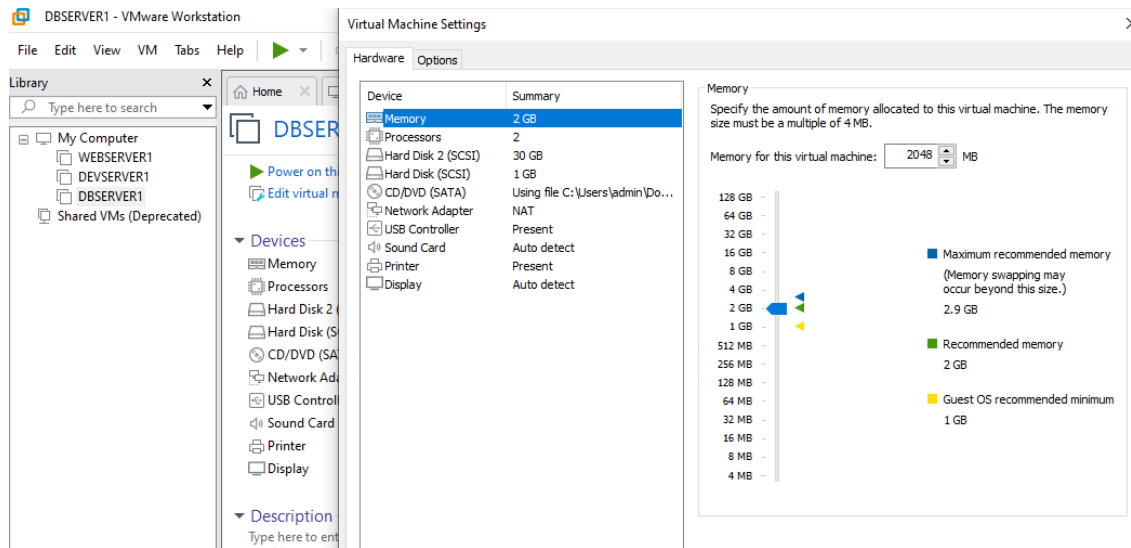 DBSERVER1 - VMware Workstation
File Edit View VM Tabs Help
Library
Type here to search
My Computer
WEBSERVER1
DEVSERVER1
DBSERVER1
Shared VMs (Deprecated)
Home
Power on
Edit virtual
Devices
Memory
Processors
Hard Disk 2
Hard Disk
CD/DVD
Network
USB
Sound Card
Printer
Display
Description
Type here to
Virtual Machine Settings
Hardware Options
Device Summary
Memory 2 GB
Processors 2
Hard Disk 2 (SCSI) 30 GB
Hard Disk (SCSI) 1 GB
CD/DVD (SATA) Using file C:\Users\admin\Do...
Network Adapter NAT
USB Controller Present
Sound Card Auto detect
Printer Present
Display Auto detect
Memory
Specify the amount of memory allocated to this virtual machine. The memory
size must be a multiple of 4 MB.
Memory for this virtual machine: 2048 MB
128 GB
64 GB
32 GB
16 GB
8 GB
4 GB
2 GB
1 GB
512 MB
256 MB
128 MB
64 MB
32 MB
16 MB
8 MB
4 MB
Maximum recommended memory
(Memory swapping may
occur beyond this size.)
2.9 GB
Recommended memory
2 GB
Guest OS recommended minimum
1 GB